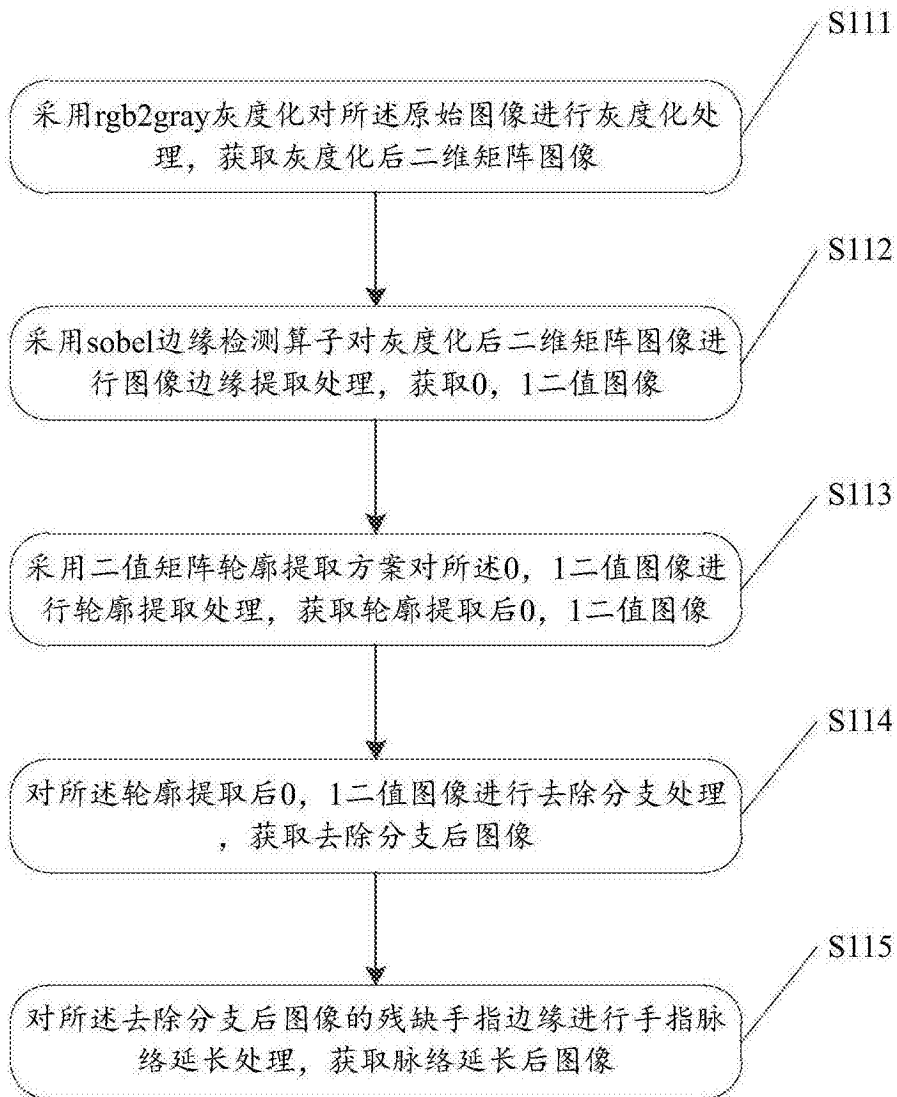 S111
采用rgb2gray灰度化对所述原始图像进行灰度化处
理，获取灰度化后二维矩阵图像
S112
采用sobel边缘检测算子对灰度化后二维矩阵图像进
行图像边缘提取处理，获取0，1二值图像
S113
采用二值矩阵轮廓提取方案对所述0，1二值图像进
行轮廓提取处理，获取轮廓提取后0，1二值图像
S114
对所述轮廓提取后0，1二值图像进行去除分支处理
，获取去除分支后图像
S115
对所述去除分支后图像的残缺手指边缘进行手指脉
络延长处理，获取脉络延长后图像